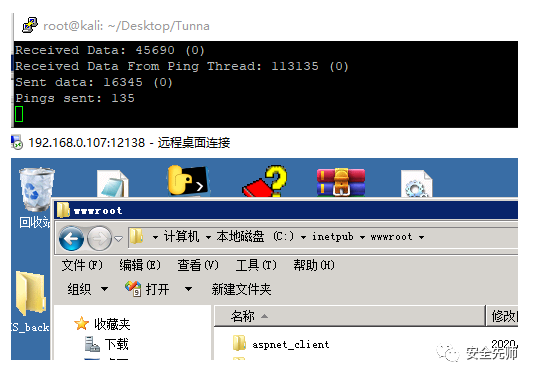 root@kali: ~/Desktop/Tunna
Received Data: 45690 (0)
Received Data From Ping Thread: 113135 (0)
Sent data: 16345 (0)
Pings sent: 135
192.168.0.107:12138 - 远程桌面连接
回收站
wwwroot
计算机 本地磁盘 (C:) inetpub wwwroot
文件(F) 编辑(E) 查看(V) 工具(T) 帮助(H)
组织 打开 新建文件夹
名称 修改
收藏夹
aspnet_client 2020
IS_back
下载
安全先师